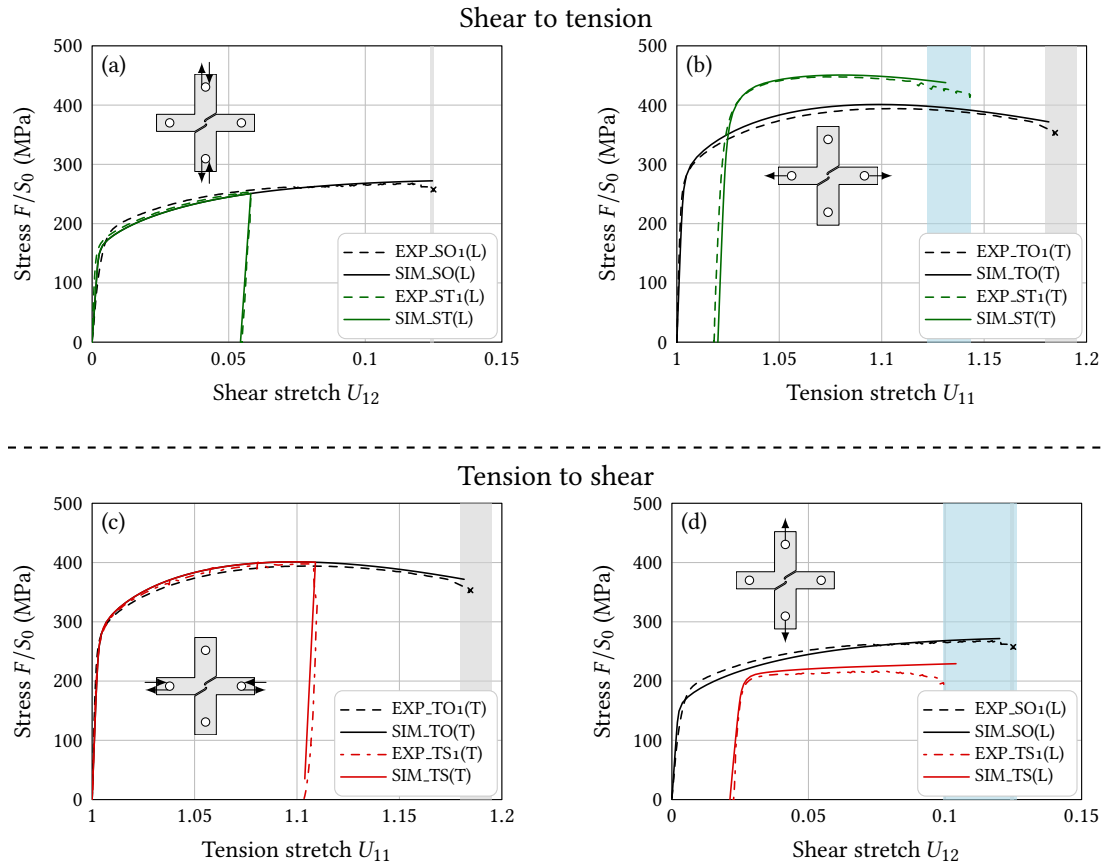 Shear to tension
(a)
500
400
300
200
100
0
Stress F/S0 (MPa)
EXP_SO1(L)
SIM_SO(L)
EXP_ST1(L)
SIM_ST(L)
0 0.05 0.1 0.15
Shear stretch U12
(b)
500
400
300
200
100
0
Stress F/S0 (MPa)
EXP_TO1(T)
SIM_TO(T)
EXP_ST1(T)
SIM_ST(T)
1 1.05 1.1 1.15 1.2
Tension stretch U11
Tension to shear
(c)
500
400
300
200
100
0
Stress F/S0 (MPa)
EXP_TO1(T)
SIM_TO(T)
EXP_TS1(T)
SIM_TS(T)
1 1.05 1.1 1.15 1.2
Tension stretch U11
(d)
500
400
300
200
100
0
Stress F/S0 (MPa)
EXP_SO1(L)
SIM_SO(L)
EXP_TS1(L)
SIM_TS(L)
0 0.05 0.1 0.15
Shear stretch U12